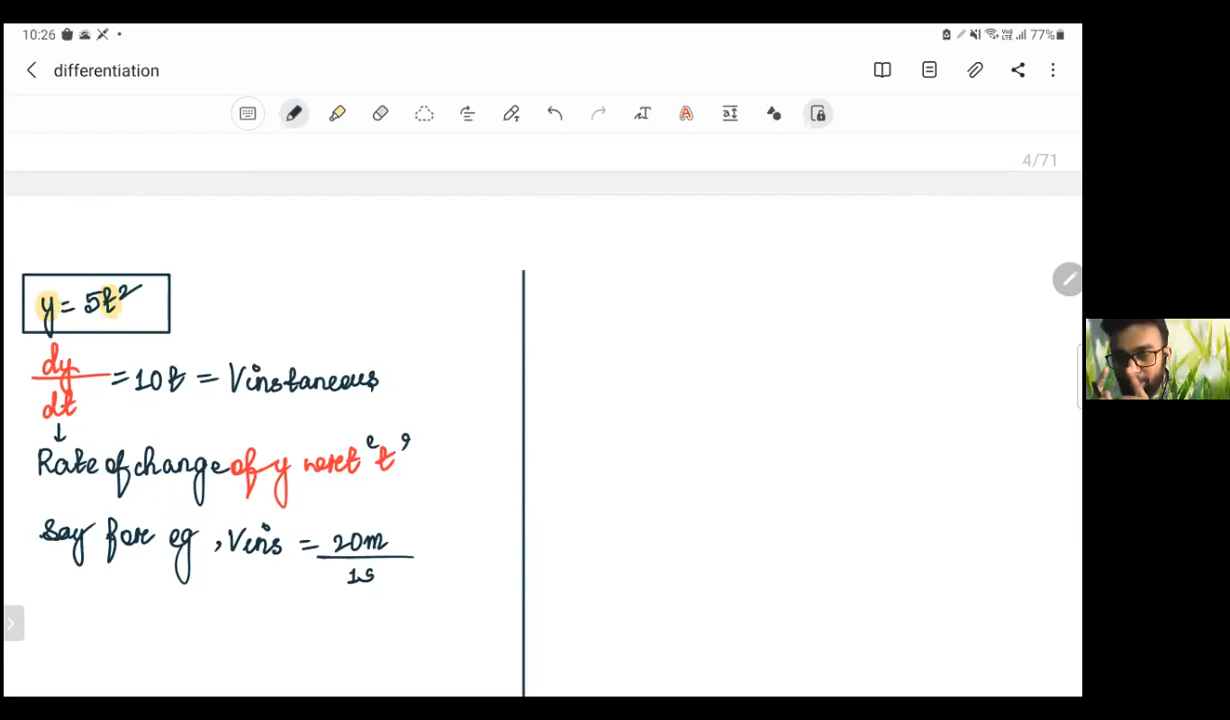 10:26
77%
differentiation
4/71
y = 5t²
dy/dt = 10t = Vinstaneous
↓
Rate of change of y w.r.t 't'
Say for eg, Vins = 20m/1s